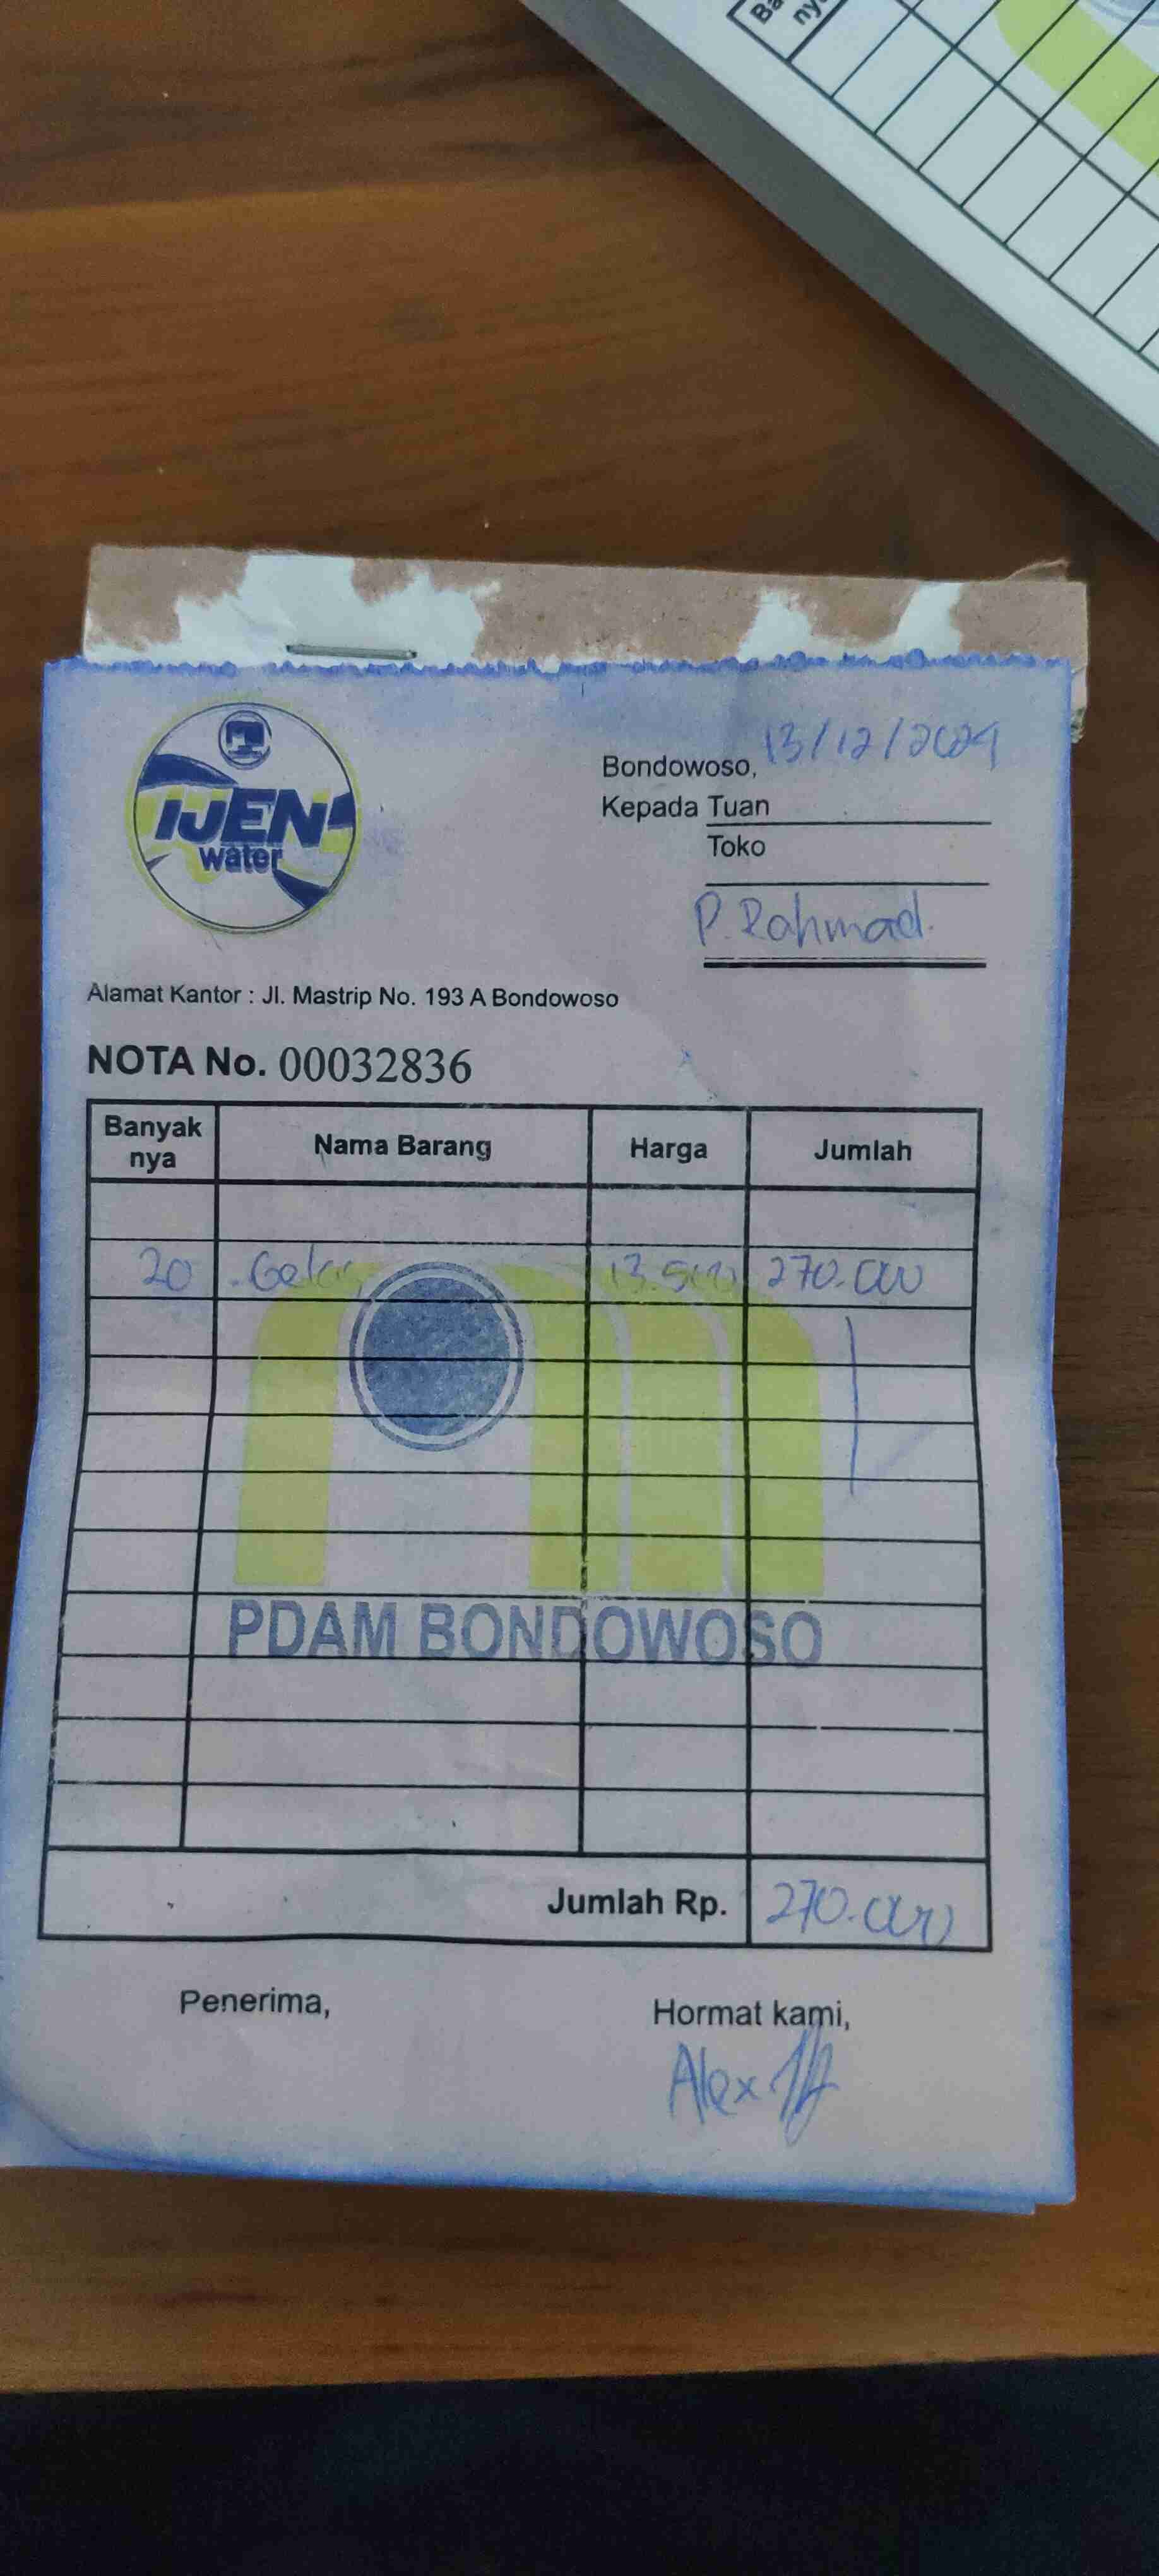 Ba
ny
IJEN
water
Bondowoso, 13/12/2024
Kepada Tuan
Toko
P. Rahmad
Alamat Kantor : Jl. Mastrip No. 193 A Bondowoso
NOTA No. 00032836
Banyak nya Nama Barang Harga Jumlah
20 Gelas 13.500 270.000
PDAM BONDOWOSO
Jumlah Rp. 270.000
Penerima, Hormat kami,
Alex